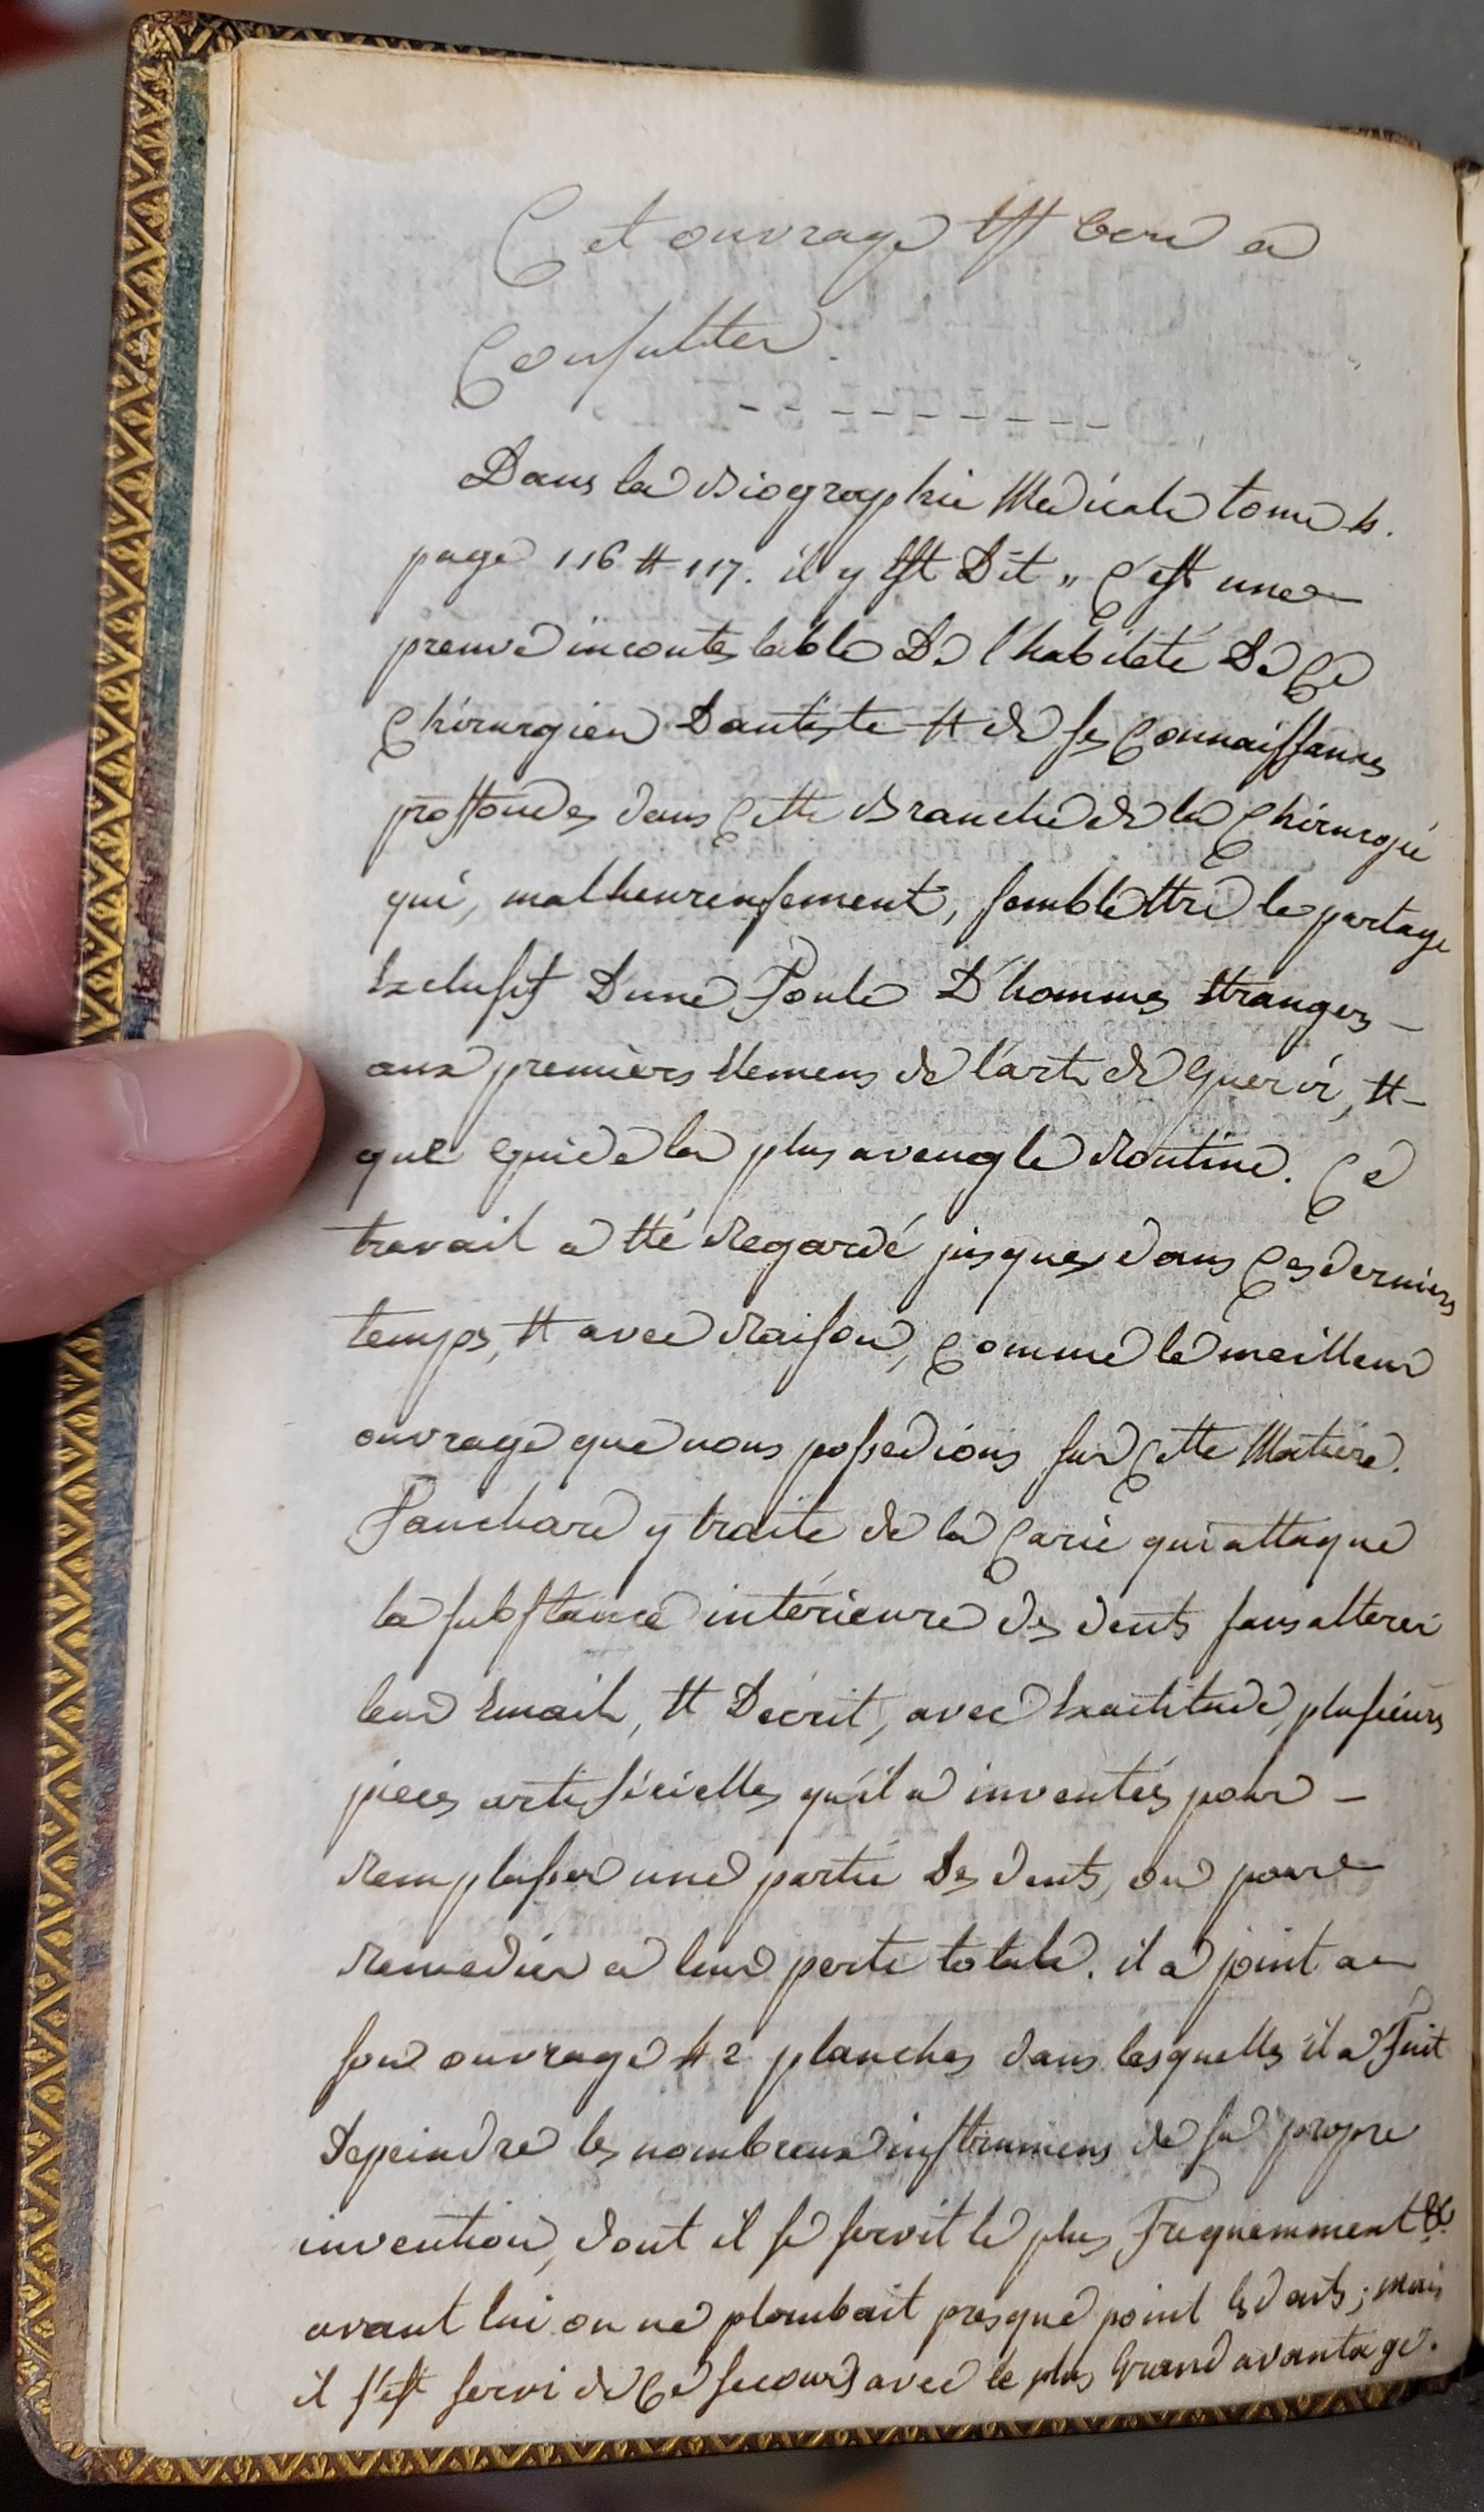 Cet ouvrage Est bon a
Consulter.
Dans la Biographie Medicale tome 4.
page 116 Et 117. il y Est Dit „ C'est une
preuve incontestable De l'habileté De Ce
Chirurgien Dantiste Et de ses Connaissances
proffondes dans Cette Branche de la Chirurgie
qui, malheureusement, semble Etre le partage
Exclusif D'une Foule D'hommes Etrangers
aux premiers Elemens de l'art de Guerir, Et
que guide la plus aveugle Routine. Ce
travail a Eté Regardé jusques dans Ces derniers
temps, Et avec Raison, Comme le meilleur
ouvrage que nous possedions sur Cette Matiere.
Fauchard y traite de la Carie qui attaque
la substance intérieure des dents sans alterer
leur Email, Et Decrit, avec Exactitude, plusieurs
pieces artificielles qu'il a inventés pour
Remplasser une partie Des dents, ou pour
Remedier a leur perte totale. il a joint a
son ouvrage 42 planches dans lesquelles il a Fait
Depeindre les nombreux instrumens de sa propre
invention, dont il se servit le plus Frequemment &c.
avant lui on ne plombait presque point les dents; mais
il s'est servi de Ce secours avec le plus Grand avantage.